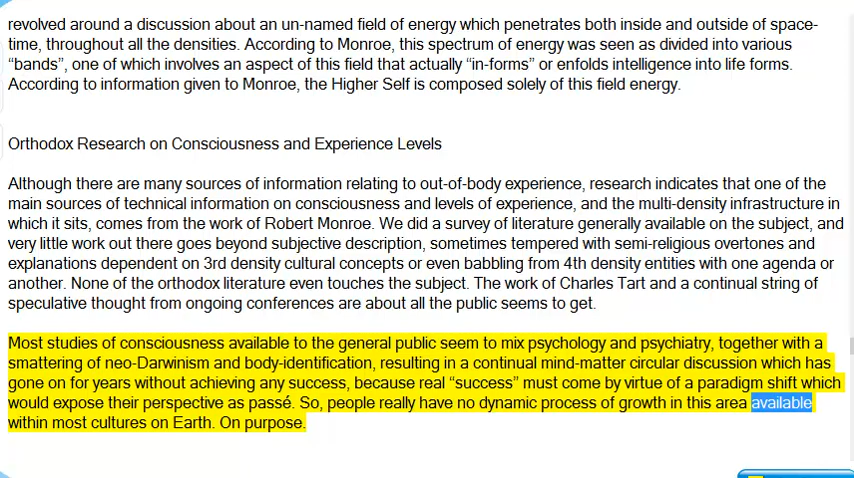 revolved around a discussion about an un-named field of energy which penetrates both inside and outside of space-
time, throughout all the densities. According to Monroe, this spectrum of energy was seen as divided into various
“bands”, one of which involves an aspect of this field that actually “in-forms” or enfolds intelligence into life forms.
According to information given to Monroe, the Higher Self is composed solely of this field energy.
Orthodox Research on Consciousness and Experience Levels
Although there are many sources of information relating to out-of-body experience, research indicates that one of the
main sources of technical information on consciousness and levels of experience, and the multi-density infrastructure in
which it sits, comes from the work of Robert Monroe. We did a survey of literature generally available on the subject, and
very little work out there goes beyond subjective description, sometimes tempered with semi-religious overtones and
explanations dependent on 3rd density cultural concepts or even babbling from 4th density entities with one agenda or
another. None of the orthodox literature even touches the subject. The work of Charles Tart and a continual string of
speculative thought from ongoing conferences are about all the public seems to get.
Most studies of consciousness available to the general public seem to mix psychology and psychiatry, together with a
smattering of neo-Darwinism and body-identification, resulting in a continual mind-matter circular discussion which has
gone on for years without achieving any success, because real “success” must come by virtue of a paradigm shift which
would expose their perspective as passé. So, people really have no dynamic process of growth in this area available
within most cultures on Earth. On purpose.